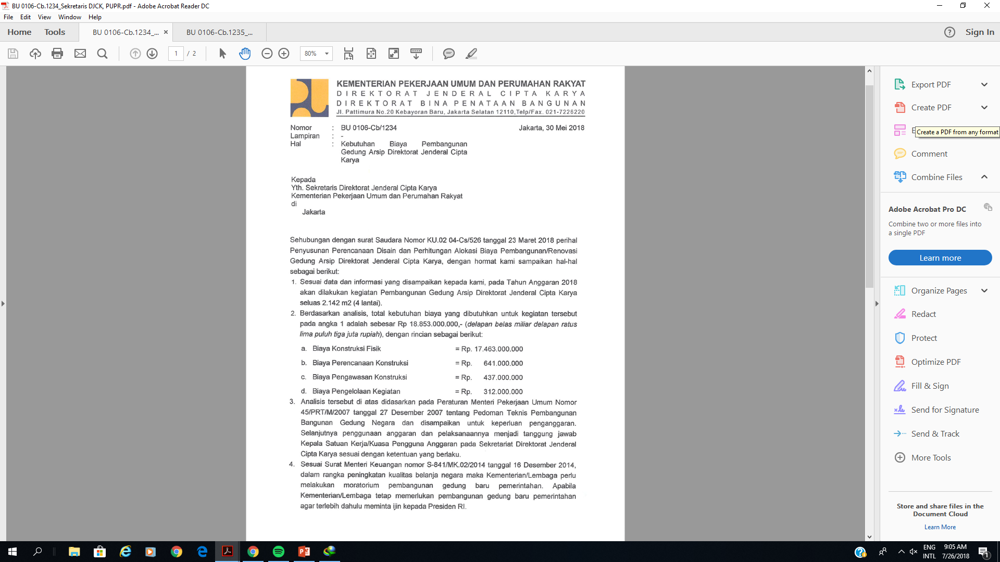 BU 0106-Cb.1234_Sekretaris DJCK, PUPR.pdf - Adobe Acrobat Reader DC
File Edit View Window Help
Home Tools BU 0106-Cb.1234_... × BU 0106-Cb.1235_... Sign In
1 / 2 80%
KEMENTERIAN PEKERJAAN UMUM DAN PERUMAHAN RAKYAT
DIREKTORAT JENDERAL CIPTA KARYA
DIREKTORAT BINA PENATAAN BANGUNAN
Jl. Pattimura No.20 Kebayoran Baru, Jakarta Selatan 12110,Telp/Fax. 021-7226220
Nomor : BU 0106-Cb/1234 Jakarta, 30 Mei 2018
Lampiran : -
Hal : Kebutuhan Biaya Pembangunan
Gedung Arsip Direktorat Jenderal Cipta
Karya
Kepada
Yth. Sekretaris Direktorat Jenderal Cipta Karya
Kementerian Pekerjaan Umum dan Perumahan Rakyat
di
Jakarta
Sehubungan dengan surat Saudara Nomor KU.02 04-Cs/526 tanggal 23 Maret 2018 perihal
Penyusunan Perencanaan Disain dan Perhitungan Alokasi Biaya Pembangunan/Renovasi
Gedung Arsip Direktorat Jenderal Cipta Karya, dengan hormat kami sampaikan hal-hal
sebagai berikut:
1. Sesuai data dan informasi yang disampaikan kepada kami, pada Tahun Anggaran 2018
akan dilakukan kegiatan Pembangunan Gedung Arsip Direktorat Jenderal Cipta Karya
seluas 2.142 m2 (4 lantai).
2. Berdasarkan analisis, total kebutuhan biaya yang dibutuhkan untuk kegiatan tersebut
pada angka 1 adalah sebesar Rp 18.853.000.000,- (delapan belas miliar delapan ratus
lima puluh tiga juta rupiah), dengan rincian sebagai berikut:
a. Biaya Konstruksi Fisik = Rp. 17.463.000.000
b. Biaya Perencanaan Konstruksi = Rp. 641.000.000
c. Biaya Pengawasan Konstruksi = Rp. 437.000.000
d. Biaya Pengelolaan Kegiatan = Rp. 312.000.000
3. Analisis tersebut di atas didasarkan pada Peraturan Menteri Pekerjaan Umum Nomor
45/PRT/M/2007 tanggal 27 Desember 2007 tentang Pedoman Teknis Pembangunan
Bangunan Gedung Negara dan disampaikan untuk keperluan penganggaran.
Selanjutnya penggunaan anggaran dan pelaksanaannya menjadi tanggung jawab
Kepala Satuan Kerja/Kuasa Pengguna Anggaran pada Sekretariat Direktorat Jenderal
Cipta Karya sesuai dengan ketentuan yang berlaku.
4. Sesuai Surat Menteri Keuangan nomor S-841/MK.02/2014 tanggal 16 Desember 2014,
dalam rangka peningkatan kualitas belanja negara maka Kementerian/Lembaga perlu
melakukan moratorium pembangunan gedung baru pemerintahan. Apabila
Kementerian/Lembaga tetap memerlukan pembangunan gedung baru pemerintahan
agar terlebih dahulu meminta ijin kepada Presiden RI.
Export PDF
Create PDF
Create a PDF from any format
Comment
Combine Files
Adobe Acrobat Pro DC
Combine two or more files into
a single PDF
Learn more
Organize Pages
Redact
Protect
Optimize PDF
Fill & Sign
Send for Signature
Send & Track
More Tools
Store and share files in the
Document Cloud
Learn More
ENG 9:05 AM
INTL 7/26/2018
1